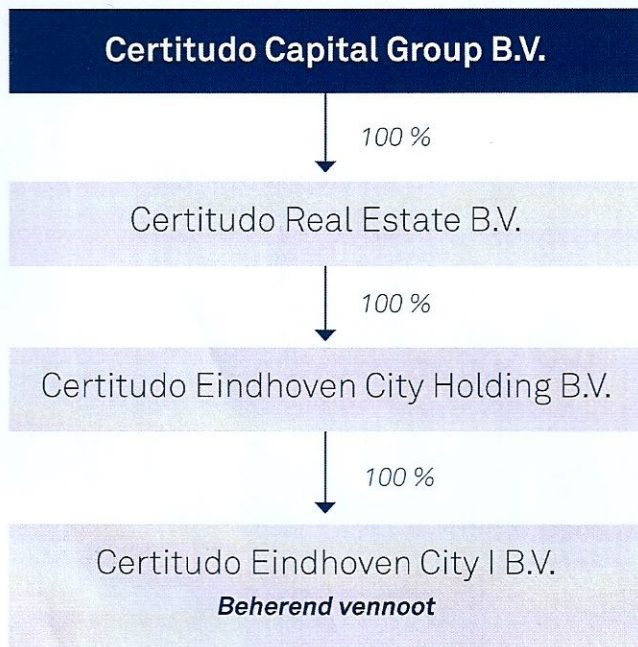 Certitudo Capital Group B.V.
100 %
Certitudo Real Estate B.V.
100 %
Certitudo Eindhoven City Holding B.V.
100 %
Certitudo Eindhoven City I B.V.
Beherend vennoot